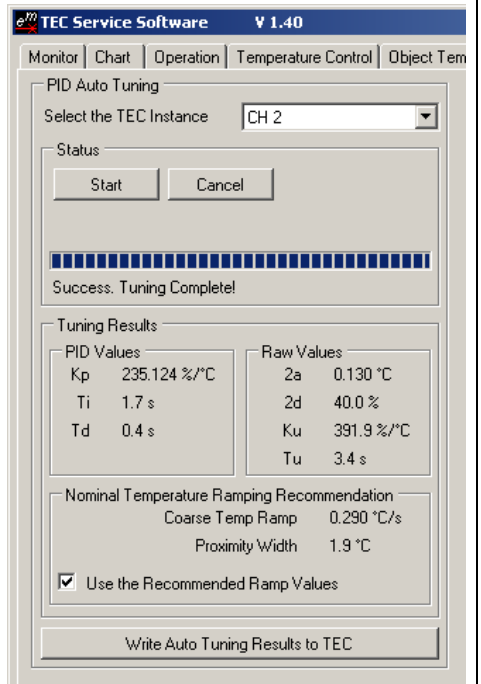 em TEC Service Software V 1.40
Monitor Chart Operation Temperature Control Object Tem
PID Auto Tuning
Select the TEC Instance CH 2
Status
Start Cancel
Success. Tuning Complete!
Tuning Results
PID Values
Kp 235.124 %/°C
Ti 1.7 s
Td 0.4 s
Raw Values
2a 0.130 °C
2d 40.0 %
Ku 391.9 %/°C
Tu 3.4 s
Nominal Temperature Ramping Recommendation
Coarse Temp Ramp 0.290 °C/s
Proximity Width 1.9 °C
Use the Recommended Ramp Values
Write Auto Tuning Results to TEC